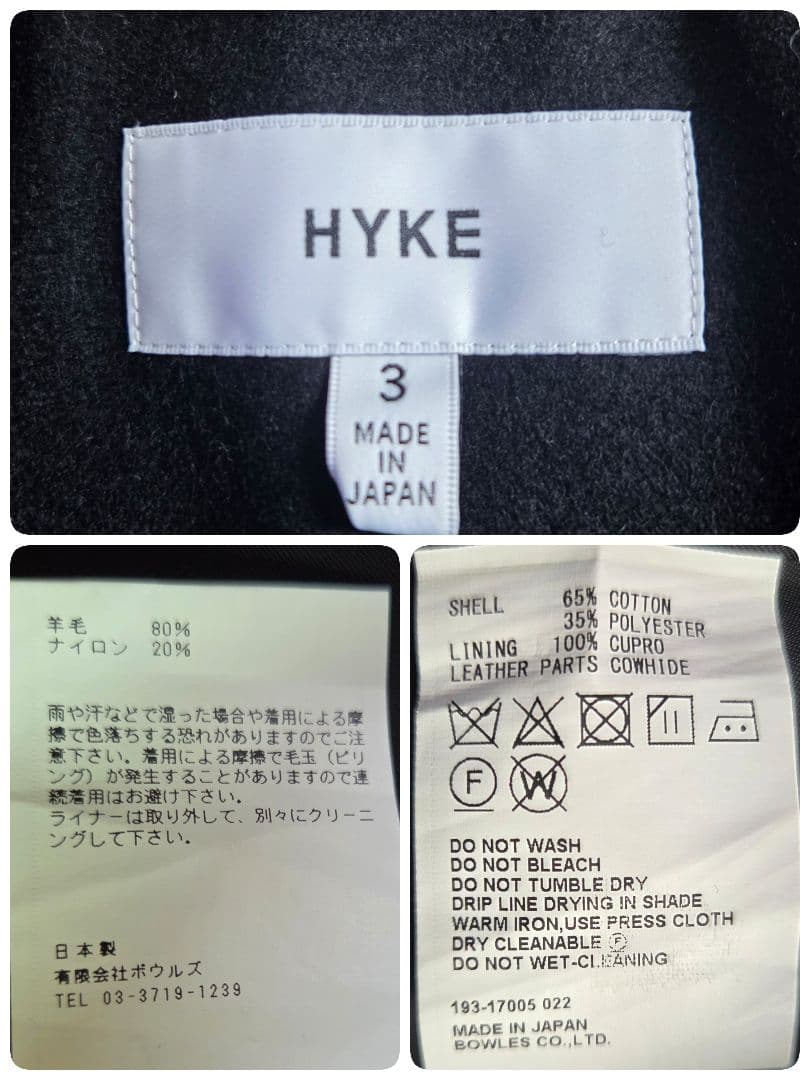 HYKE
3
MADE
IN
JAPAN
羊毛 80%
ナイロン 20%
雨や汗などで湿った場合や着用による摩
擦で色落ちする恐れがありますのでご注
意下さい。着用による摩擦で毛玉(ピリ
ング)が発生することがありますので連
続着用はお避け下さい。
ライナーは取り外して、別々にクリーニ
ングして下さい。
日本製
有限会社ボウルズ
TEL 03-3719-1239
SHELL 65% COTTON
35% POLYESTER
LINING 100% CUPRO
LEATHER PARTS COWHIDE
F W
DO NOT WASH
DO NOT BLEACH
DO NOT TUMBLE DRY
DRIP LINE DRYING IN SHADE
WARM IRON,USE PRESS CLOTH
DRY CLEANABLE Ⓕ
DO NOT WET-CLEANING
193-17005 022
MADE IN JAPAN
BOWLES CO.,LTD.